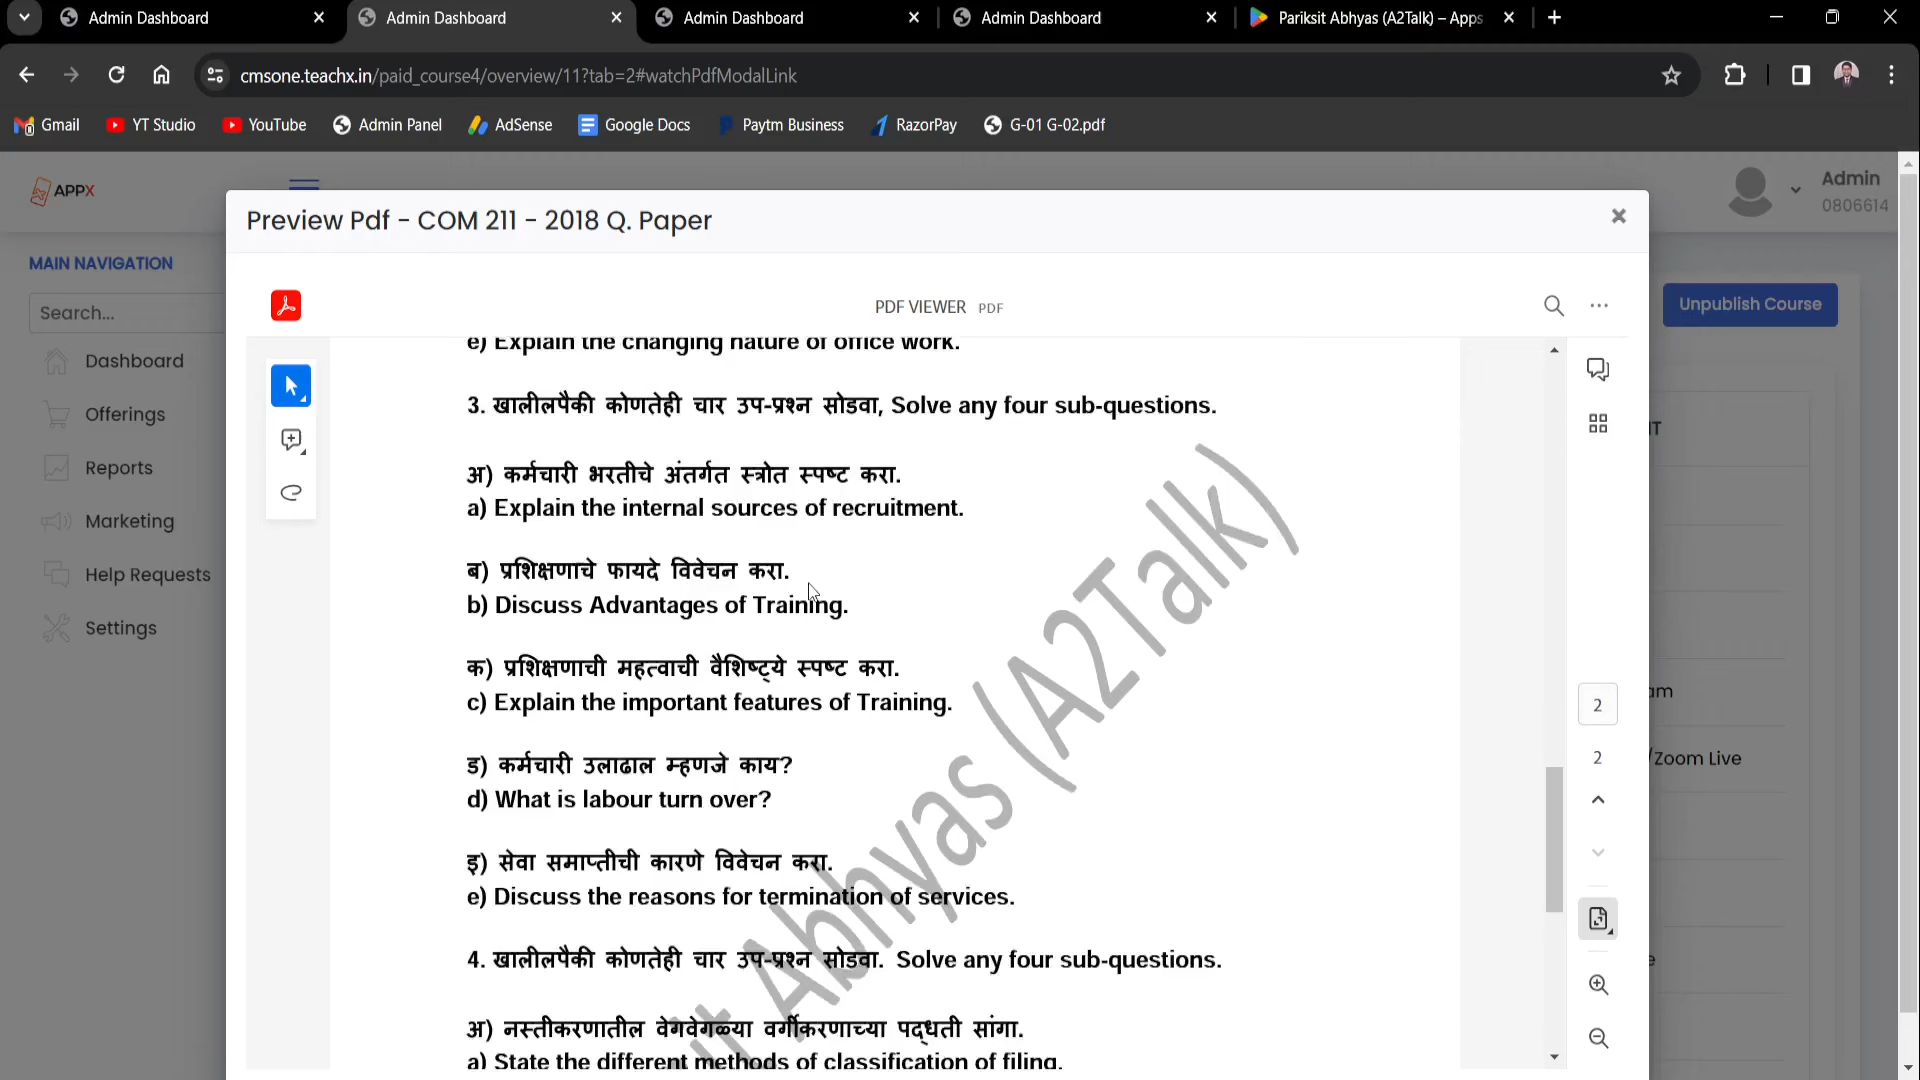 Admin Dashboard
Admin Dashboard
Admin Dashboard
Admin Dashboard
Pariksit Abhyas (A2Talk) – Apps
cmsone.teachx.in/paid_course4/overview/11?tab=2#watchPdfModalLink
Gmail
YT Studio
YouTube
Admin Panel
AdSense
Google Docs
Paytm Business
RazorPay
G-01 G-02.pdf
APPX
Admin
0806614
Preview Pdf - COM 211 - 2018 Q. Paper
MAIN NAVIGATION
Search...
Dashboard
Offerings
Reports
Marketing
Help Requests
Settings
Unpublish Course
PDF VIEWER PDF
e) Explain the changing nature of office work.
3. खालीलपैकी कोणतेही चार उप-प्रश्न सोडवा, Solve any four sub-questions.
अ) कर्मचारी भरतीचे अंतर्गत स्त्रोत स्पष्ट करा.
a) Explain the internal sources of recruitment.
ब) प्रशिक्षणाचे फायदे विवेचन करा.
b) Discuss Advantages of Training.
क) प्रशिक्षणाची महत्वाची वैशिष्ट्ये स्पष्ट करा.
c) Explain the important features of Training.
ड) कर्मचारी उलाढाल म्हणजे काय?
d) What is labour turn over?
इ) सेवा समाप्तीची कारणे विवेचन करा.
e) Discuss the reasons for termination of services.
4. खालीलपैकी कोणतेही चार उप-प्रश्न सोडवा. Solve any four sub-questions.
अ) नस्तीकरणातील वेगवेगळ्या वर्गीकरणाच्या पद्धती सांगा.
a) State the different methods of classification of filing.
it Abhyas (A2Talk)
2
2
/Zoom Live